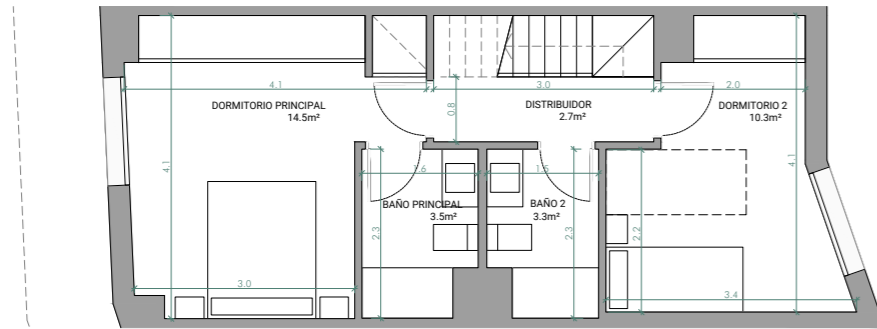 4.1
3.0
2.0
DORMITORIO PRINCIPAL
14.5m²
0.8
DISTRIBUIDOR
2.7m²
DORMITORIO 2
10.3m²
4.1
4.1
1.6
1.5
BAÑO PRINCIPAL
3.5m²
BAÑO 2
3.3m²
2.3
2.3
2.2
3.0
3.4